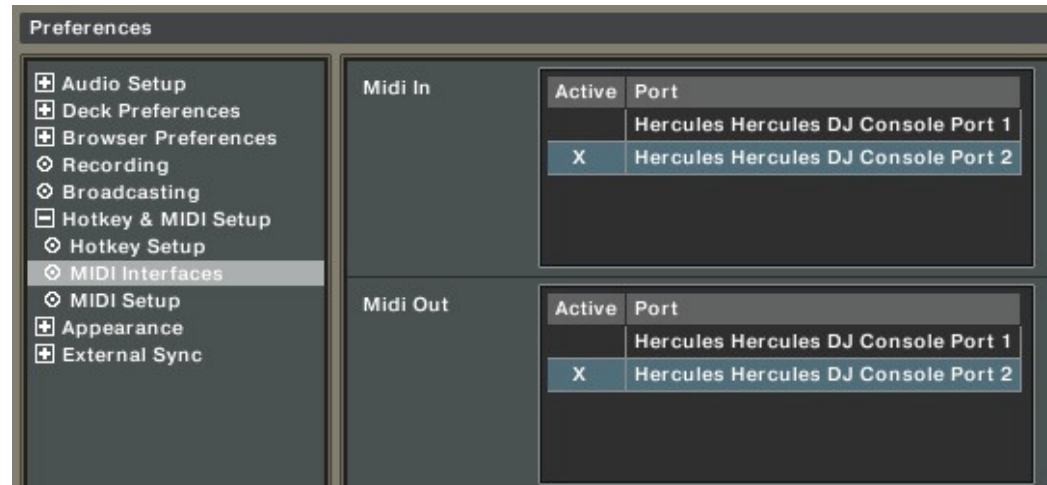 Preferences
Audio Setup
Deck Preferences
Browser Preferences
Recording
Broadcasting
Hotkey & MIDI Setup
Hotkey Setup
MIDI Interfaces
MIDI Setup
Appearance
External Sync
Midi In
Active Port
Hercules Hercules DJ Console Port 1
X Hercules Hercules DJ Console Port 2
Midi Out
Active Port
Hercules Hercules DJ Console Port 1
X Hercules Hercules DJ Console Port 2